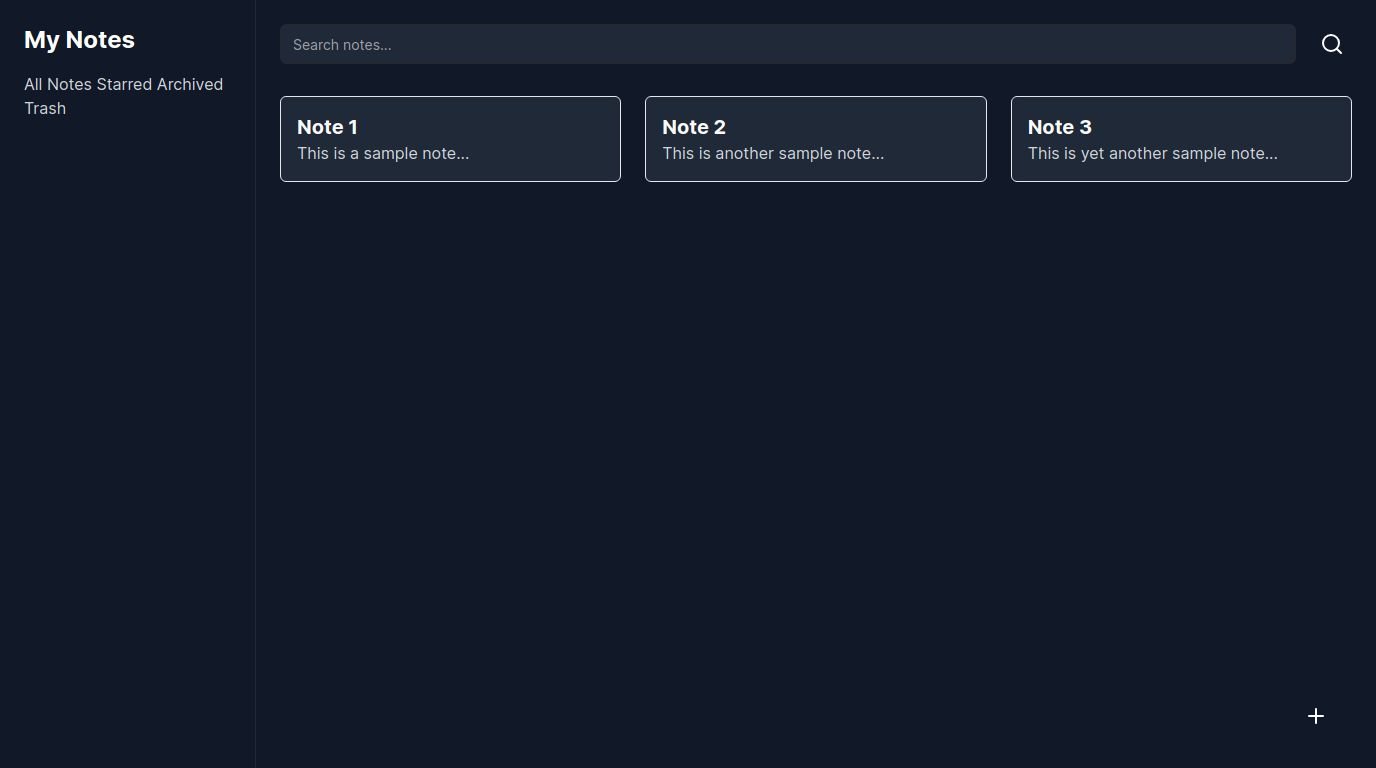 My Notes
All Notes Starred Archived
Trash
Search notes...
Note 1
This is a sample note...
Note 2
This is another sample note...
Note 3
This is yet another sample note...